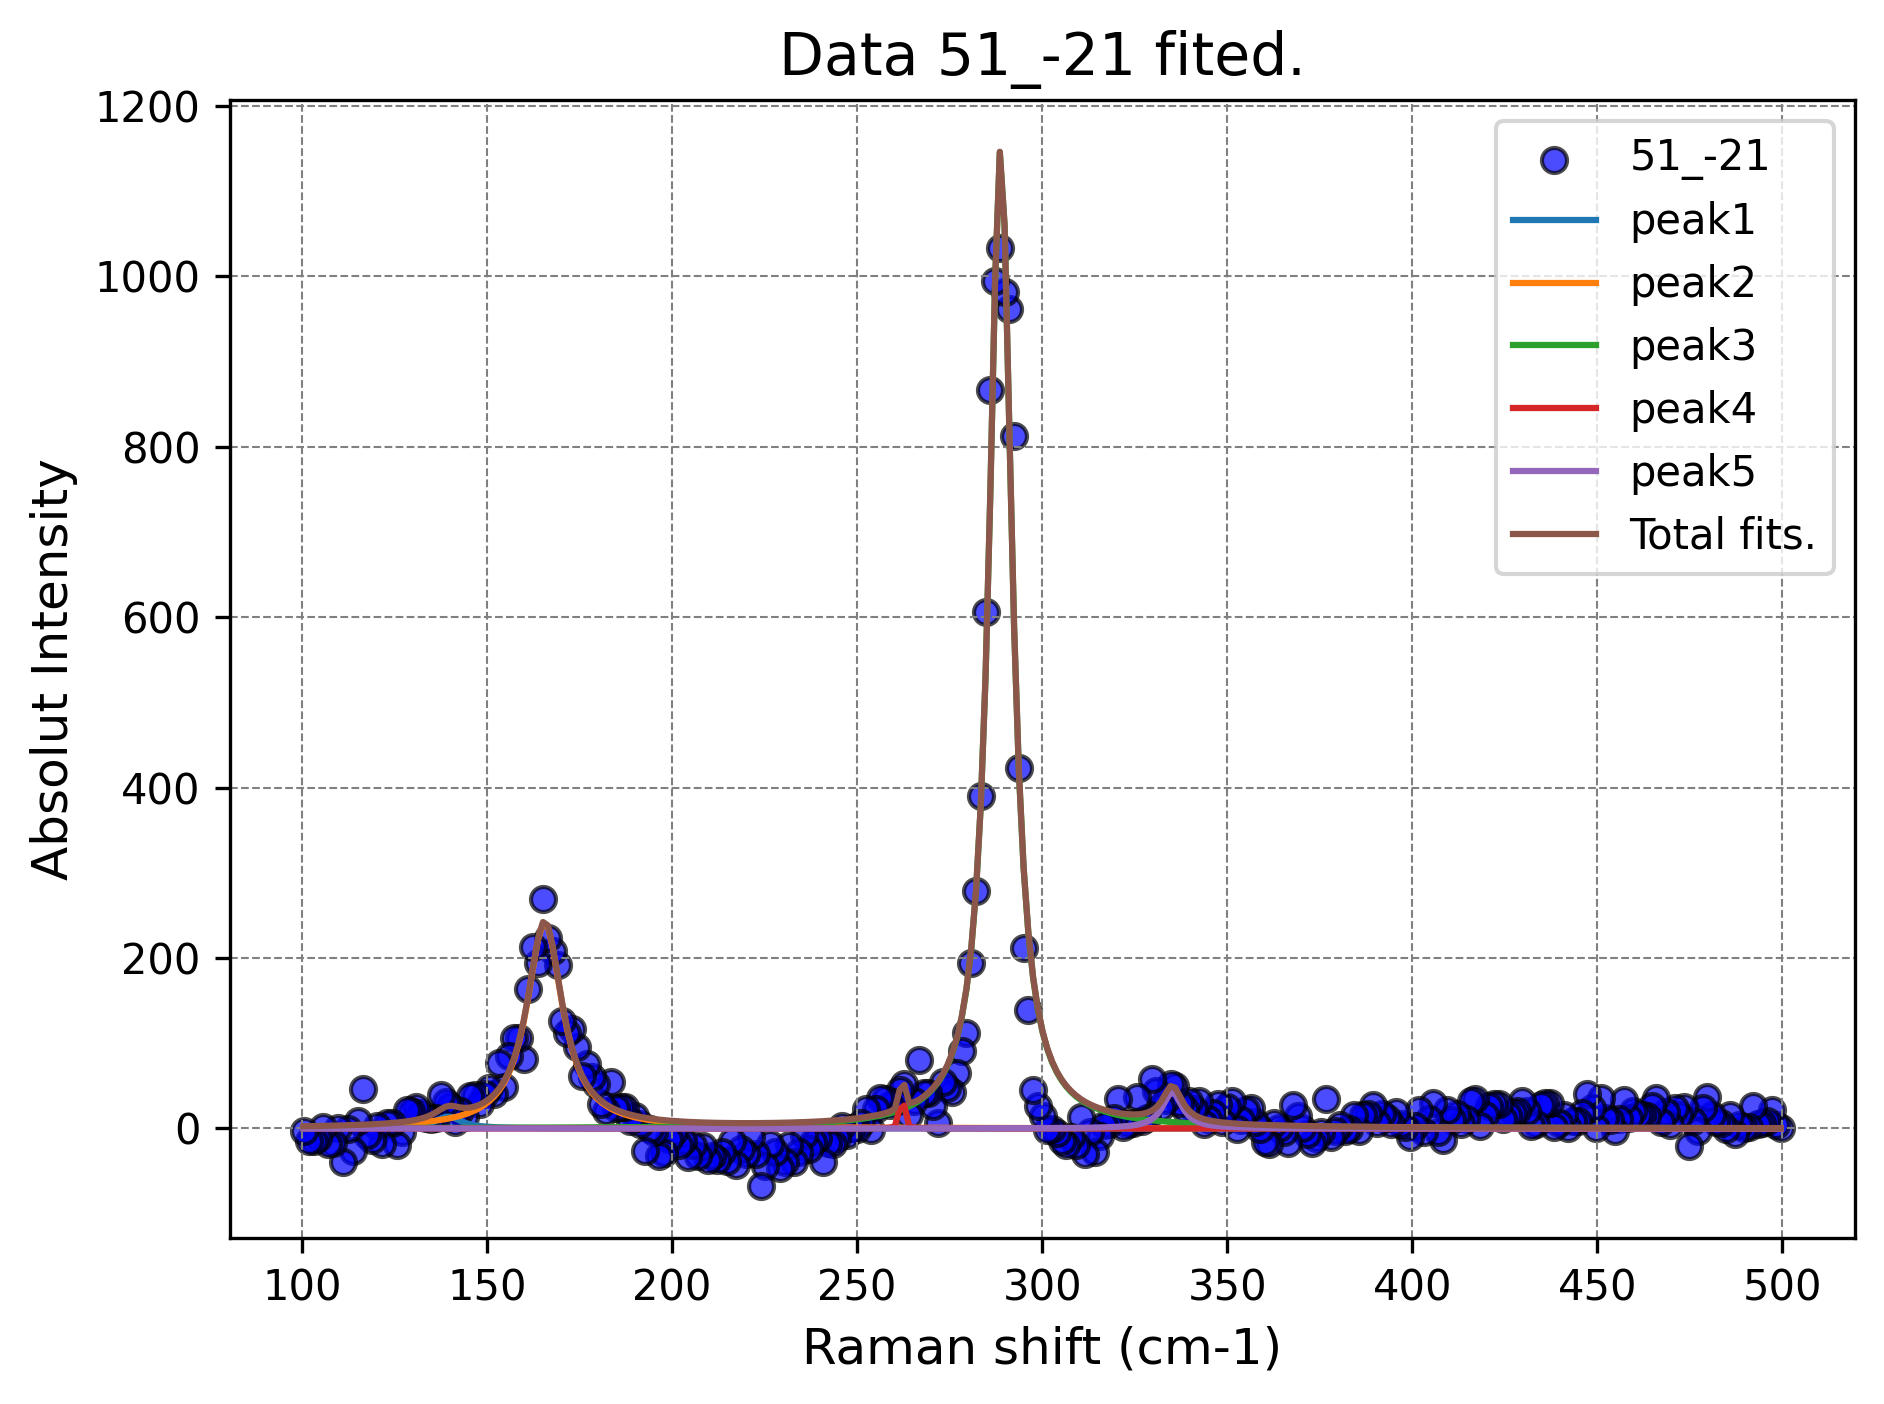 Data 51_-21 fited.
1200
1000
800
600
400
200
0
Absolut Intensity
51_-21
peak1
peak2
peak3
peak4
peak5
Total fits.
100 150 200 250 300 350 400 450 500
Raman shift (cm-1)